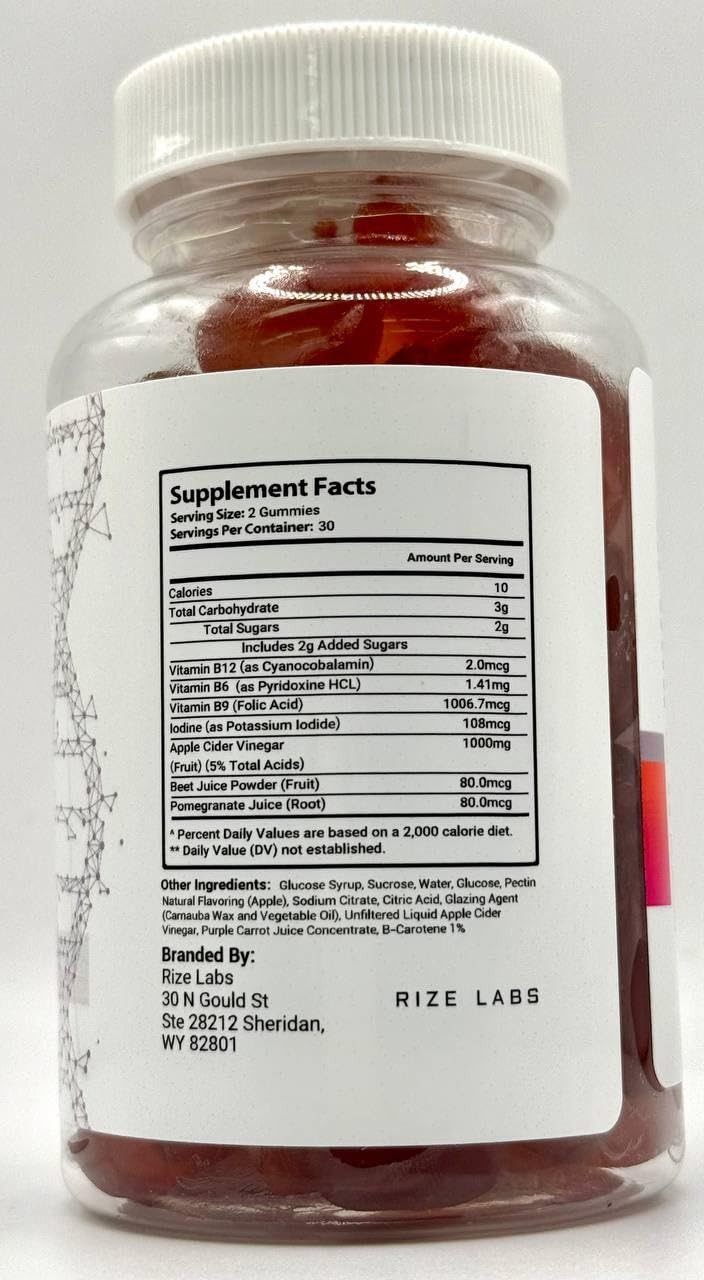 Supplement Facts
Serving Size: 2 Gummies
Servings Per Container: 30
Amount Per Serving
Calories 10
Total Carbohydrate 3g
Total Sugars 2g
Includes 2g Added Sugars
Vitamin B12 (as Cyanocobalamin) 2.0mcg
Vitamin B6 (as Pyridoxine HCL) 1.41mg
Vitamin B9 (Folic Acid) 1006.7mcg
Iodine (as Potassium Iodide) 108mcg
Apple Cider Vinegar 1000mg
(Fruit) (5% Total Acids)
Beet Juice Powder (Fruit) 80.0mcg
Pomegranate Juice (Root) 80.0mcg
^ Percent Daily Values are based on a 2,000 calorie diet.
** Daily Value (DV) not established.
Other Ingredients: Glucose Syrup, Sucrose, Water, Glucose, Pectin
Natural Flavoring (Apple), Sodium Citrate, Citric Acid, Glazing Agent
(Carnauba Wax and Vegetable Oil), Unfiltered Liquid Apple Cider
Vinegar, Purple Carrot Juice Concentrate, B-Carotene 1%
Branded By:
Rize Labs
30 N Gould St
Ste 28212 Sheridan,
WY 82801
RIZE LABS